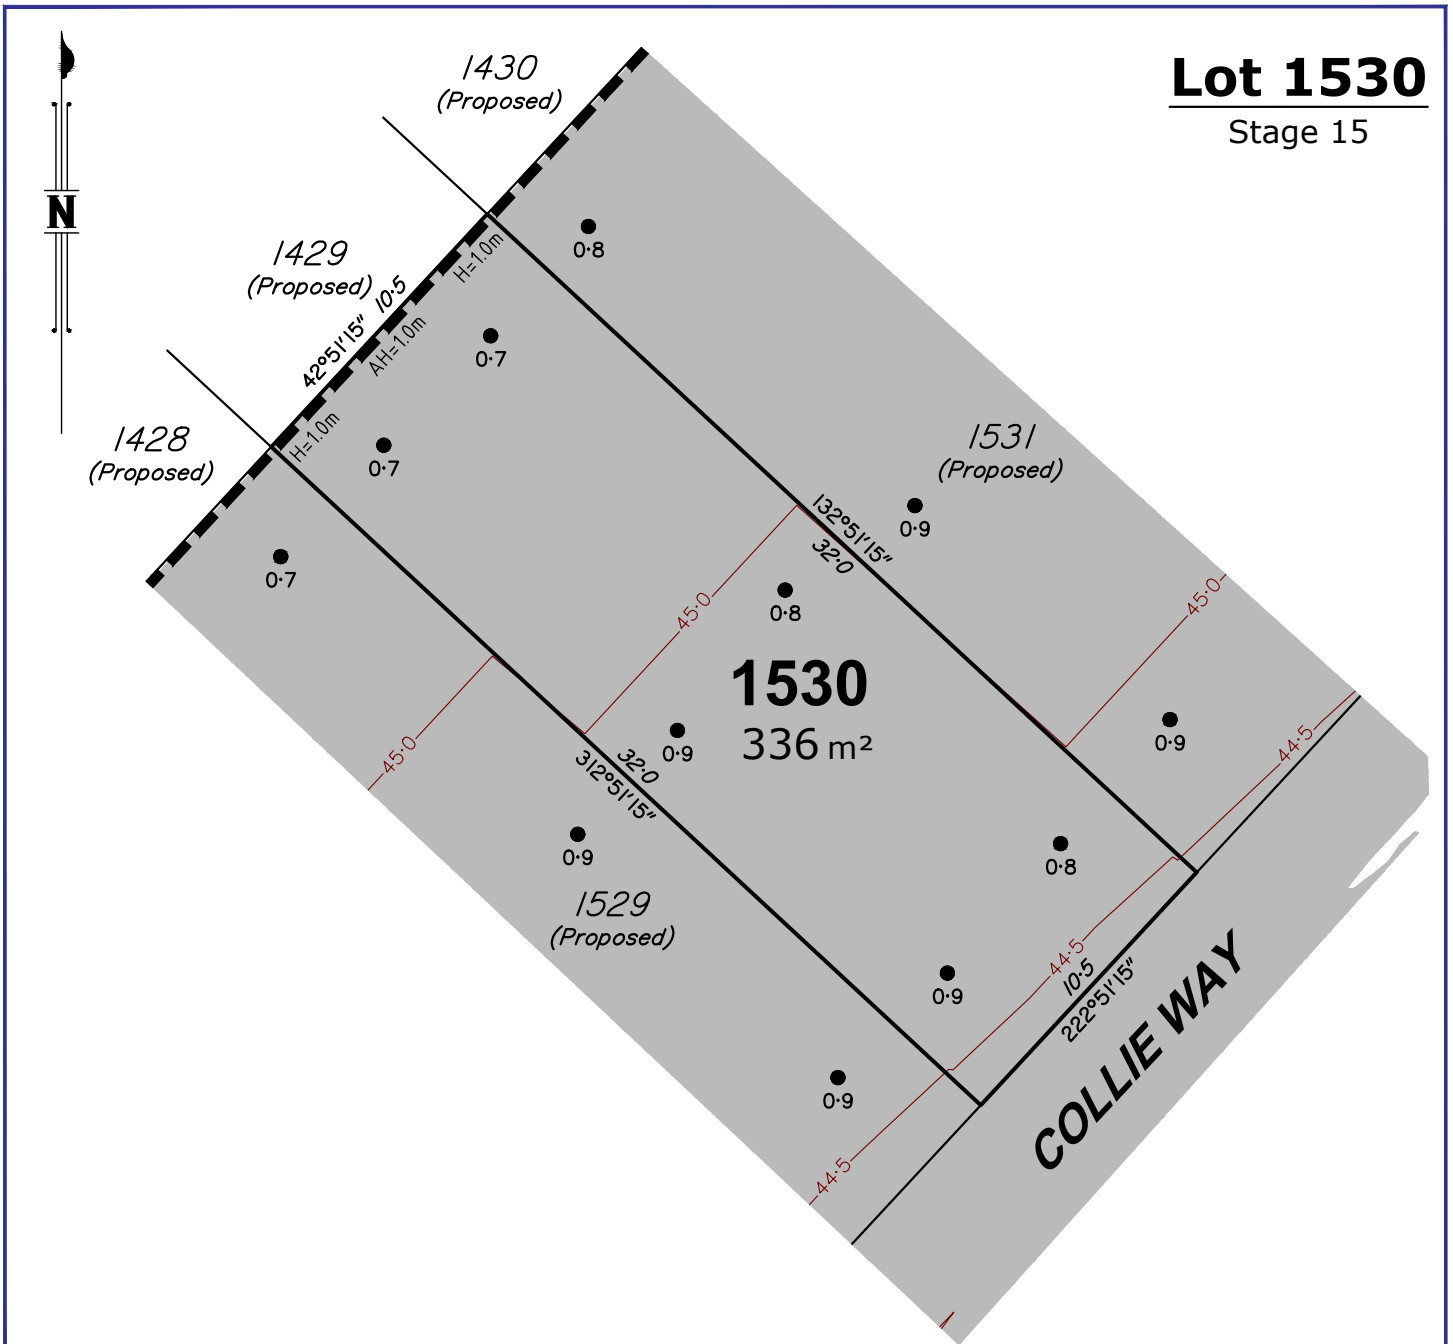 Lot 1530
Stage 15
N
1430
(Proposed)
1429
(Proposed)
42°51'15" 10·5
H=1.0m
AH=1.0m
H=1.0m
1428
(Proposed)
0·8
0·7
0·7
0·7
1531
(Proposed)
0·9
132°51'15"
32·0
45·0
45·0
45·0
0·8
1530
336 m²
0·9
0·9
44·5
32·0
312°51'15"
0·9
1529
(Proposed)
0·8
0·9
44·5
10·5
222°51'15"
COLLIE WAY
0·9
44·5